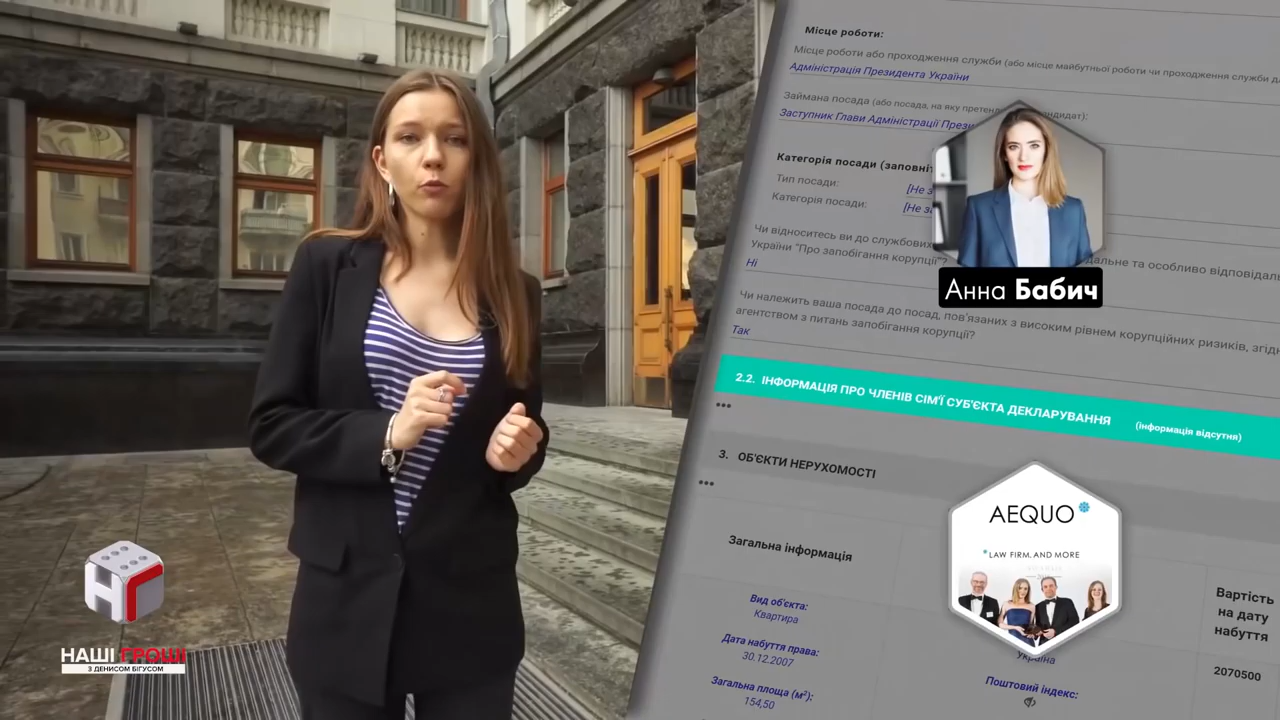 Місце роботи:
Місце роботи або проходження служби (або місце майбутньої роботи чи проходження служби
Адміністрація Президента України
Займана посада (або посада, на яку
Заступник Глави Адміністрації
Категорія посади
Тип посади:
Категорія посади:
Чи відноситесь ви до службових
України "Про запобігання корупції"?
та особливо
Ні
Анна Бабич
Чи належить ваша посада до посад, пов'язаних з високим рівнем корупційних ризиків,
агентством з питань запобігання корупції?
Так
2.2. ІНФОРМАЦІЯ ПРО ЧЛЕНІВ СІМ'Ї СУБ'ЄКТА ДЕКЛАРУВАННЯ (інформація відсутня)
3. ОБ'ЄКТИ НЕРУХОМОСТІ
AEQUO
*LAW FIRM. AND MORE
Загальна інформація
Вид об'єкта:
Квартира
Дата набуття права:
30.12.2007
Загальна площа (м²):
154,50
Україна
Поштовий індекс:
Вартість
на дату
набуття
2070500
НГ
НАШІ ГРОШІ
З ДЕНИСОМ БІГУСОМ